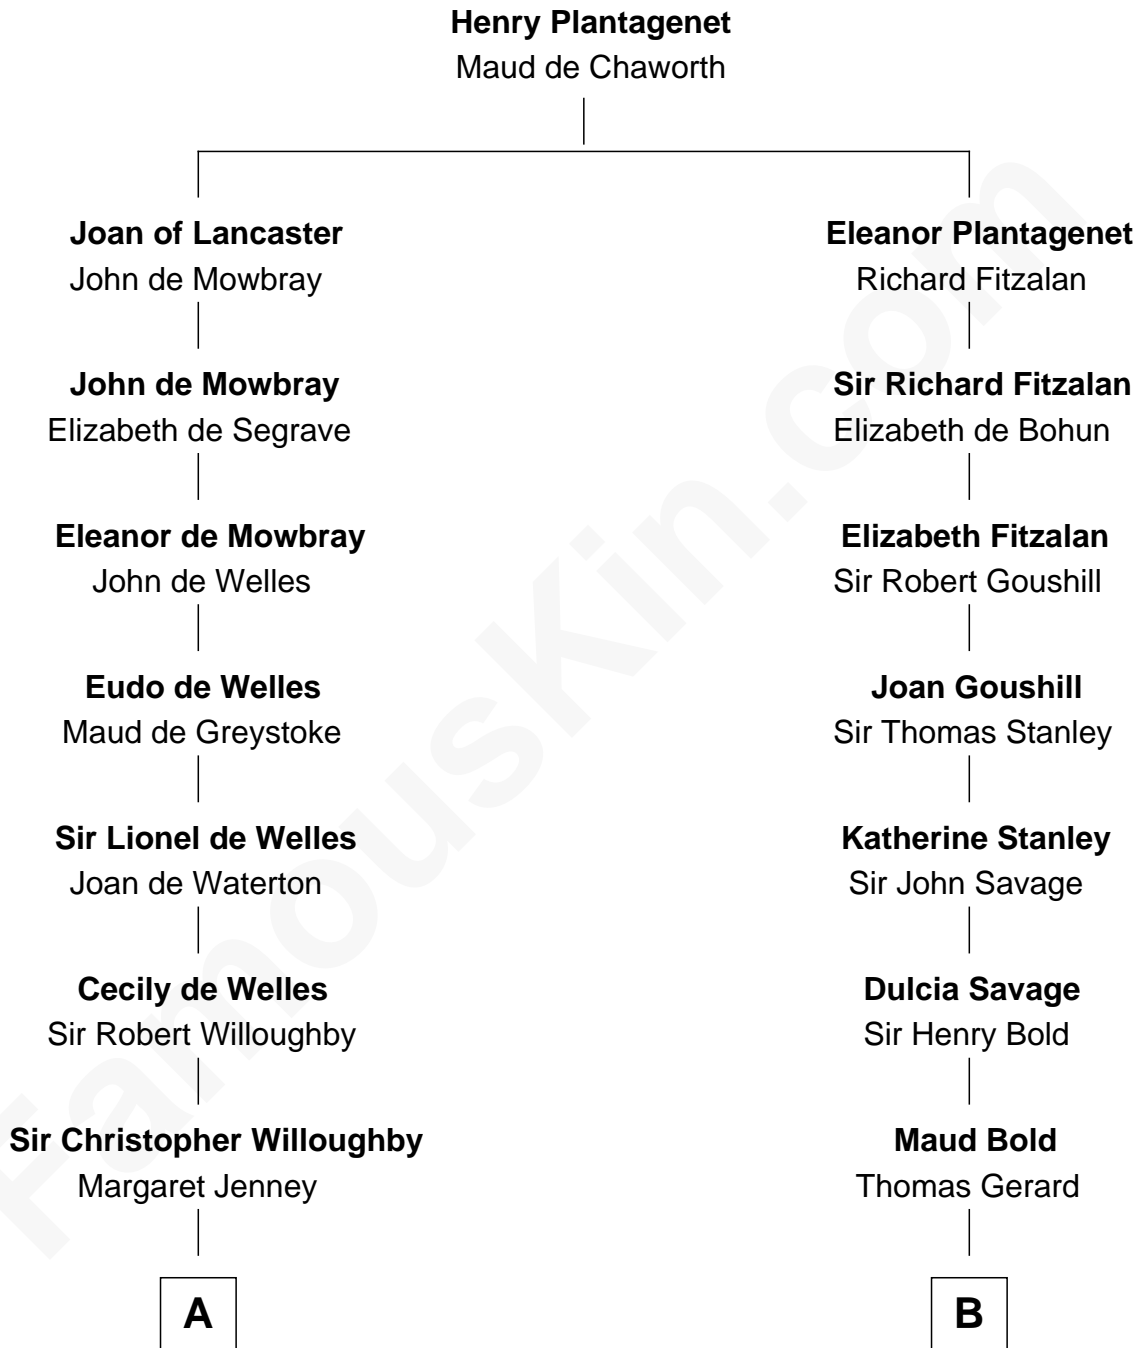 Henry Plantagenet
Maud de Chaworth
Joan of Lancaster
John de Mowbray
Eleanor Plantagenet
Richard Fitzalan
John de Mowbray
Elizabeth de Segrave
Sir Richard Fitzalan
Elizabeth de Bohun
Eleanor de Mowbray
John de Welles
Elizabeth Fitzalan
Sir Robert Goushill
Eudo de Welles
Maud de Greystoke
Joan Goushill
Sir Thomas Stanley
Sir Lionel de Welles
Joan de Waterton
Katherine Stanley
Sir John Savage
Cecily de Welles
Sir Robert Willoughby
Dulcia Savage
Sir Henry Bold
Sir Christopher Willoughby
Margaret Jenney
Maud Bold
Thomas Gerard
A
B
FamousKin.com